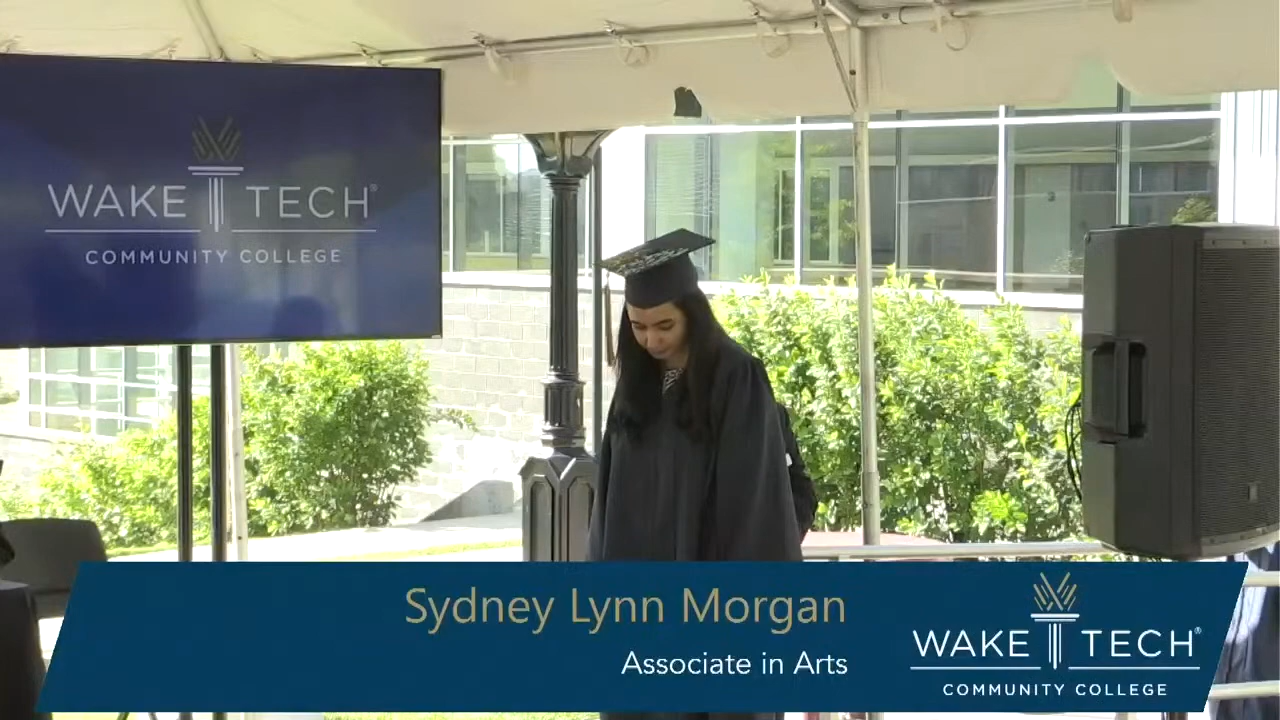 WAKE TECH®
COMMUNITY COLLEGE
Sydney Lynn Morgan
Associate in Arts
WAKE TECH®
COMMUNITY COLLEGE